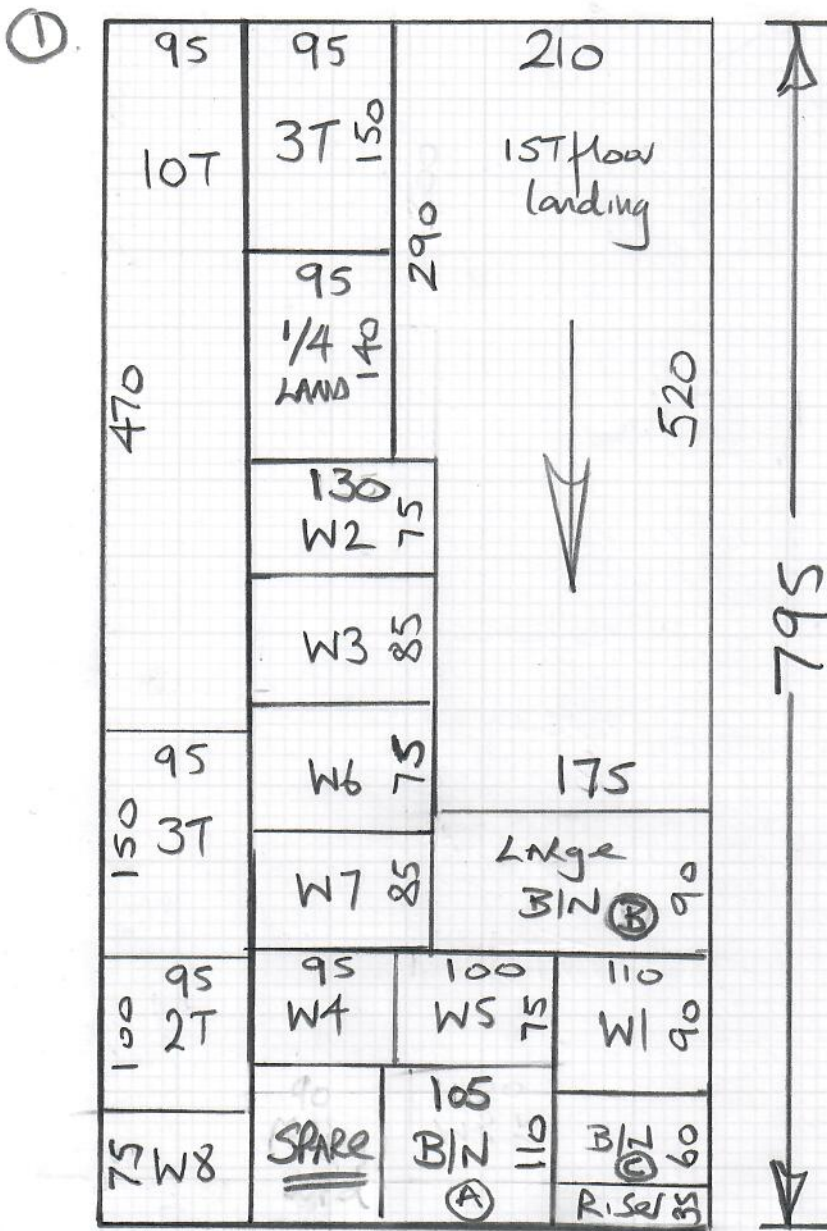 1
95
10T
470
95
3T
150
95
2T
100
75
W8
95
3T
150
95
1/4
LAND
140
130
W2
75
W3
85
W6
75
W7
85
95
W4
100
W5
75
110
W1
90
SPARE
105
B/N
A
110
B/N
C
60
Riser
35
210
1ST floor
landing
290
520
175
Large
B/N B
90
795